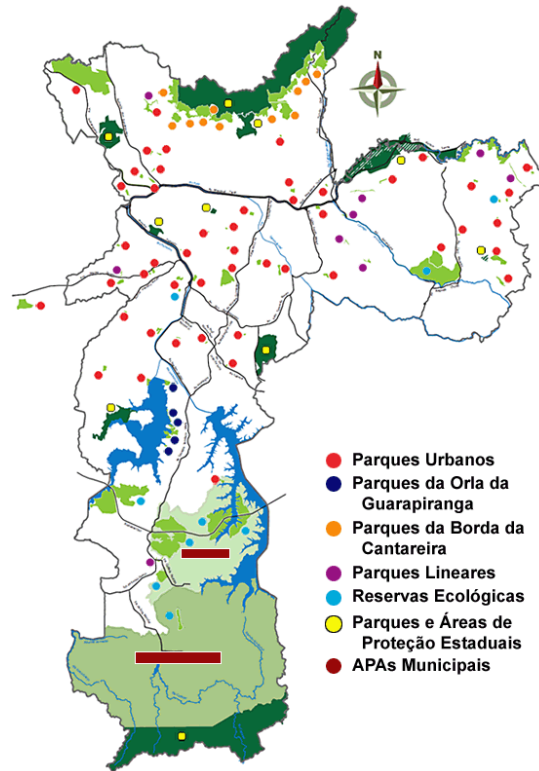 N
Parques Urbanos
Parques da Orla da
Guarapiranga
Parques da Borda da
Cantareira
Parques Lineares
Reservas Ecológicas
Parques e Áreas de
Proteção Estaduais
APAs Municipais